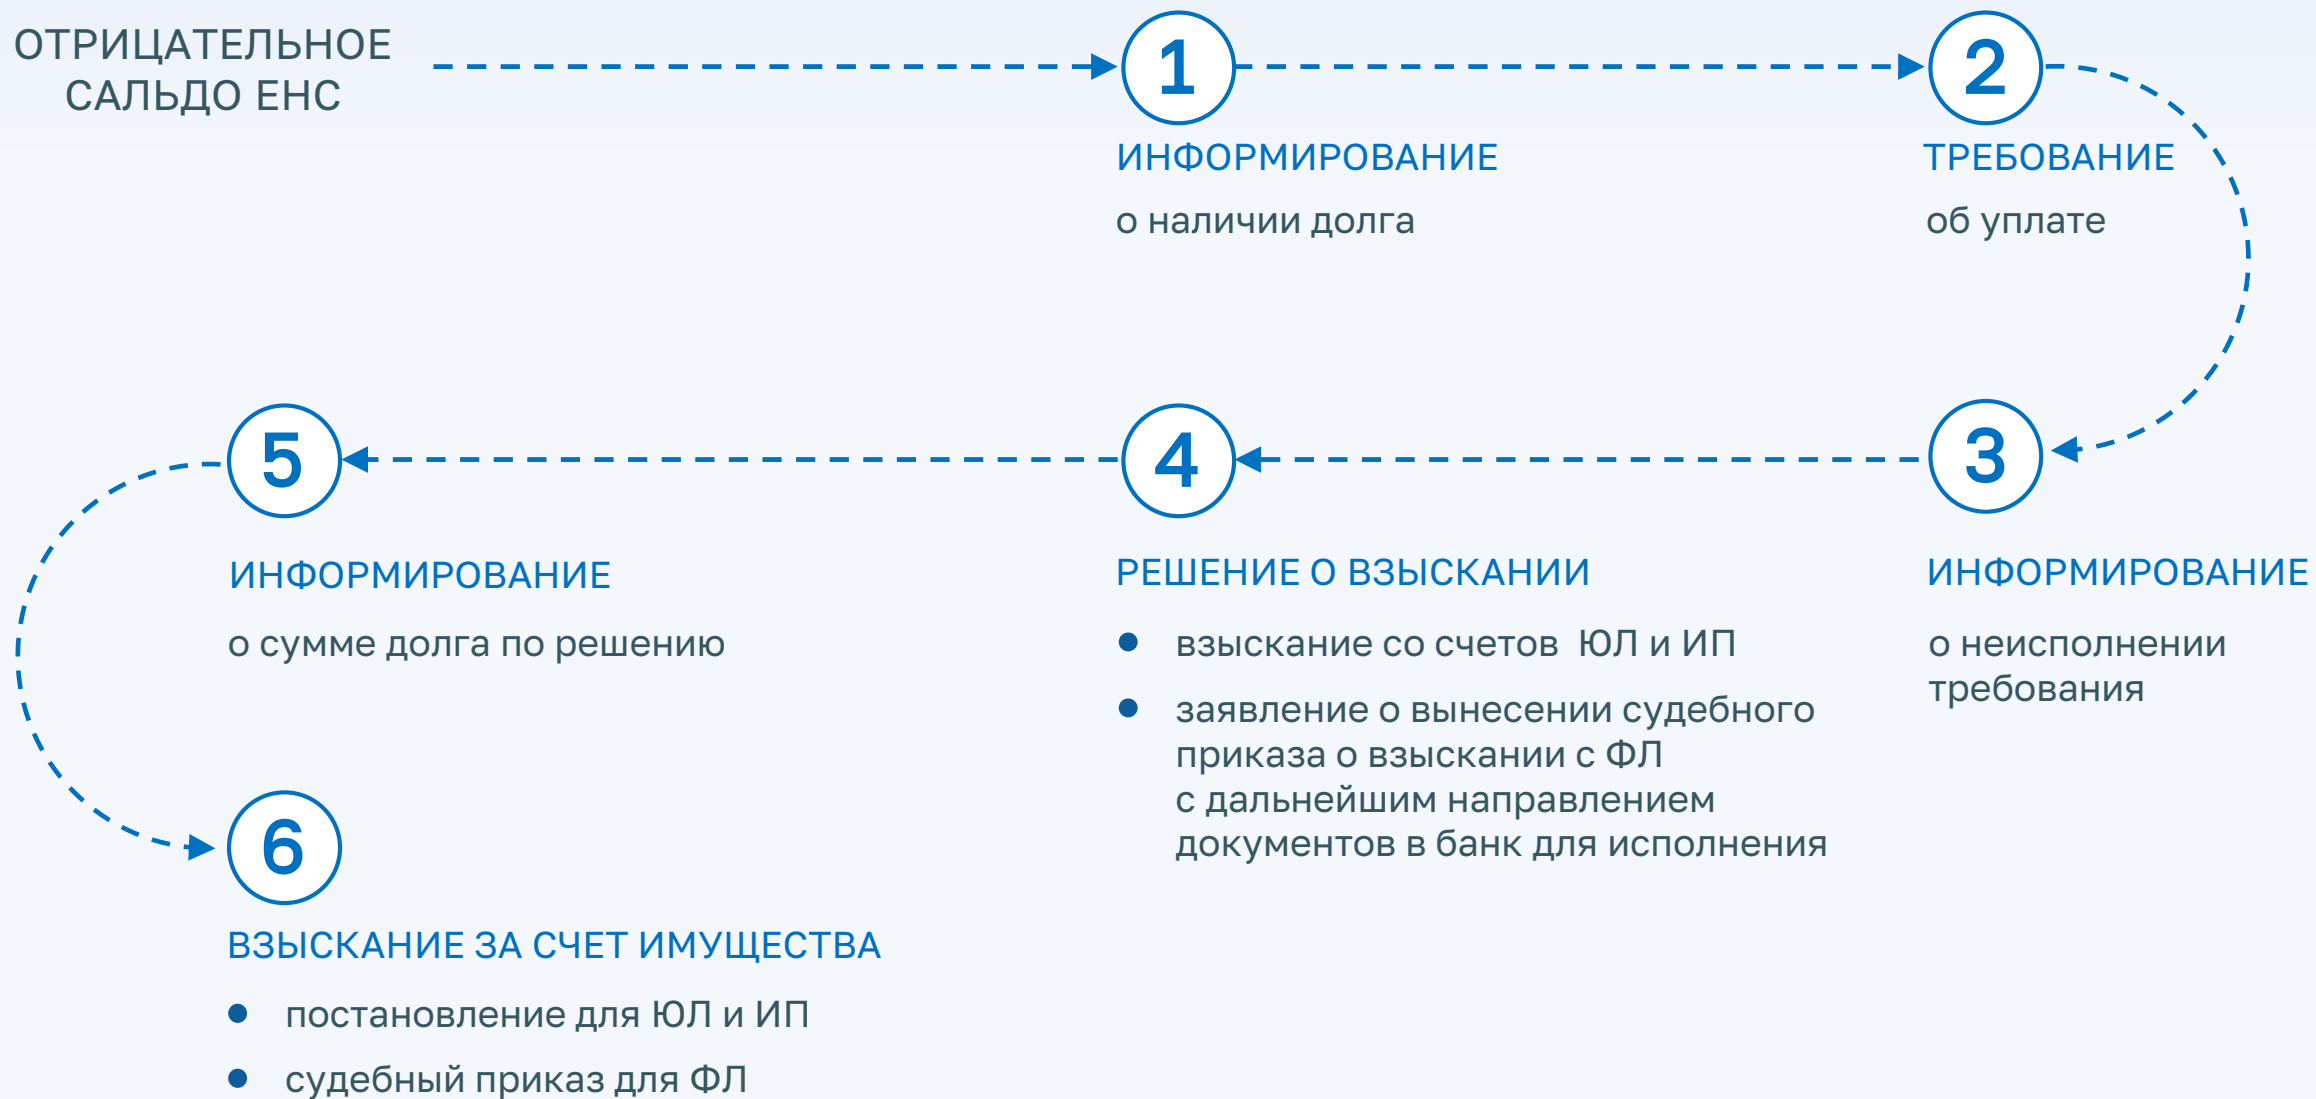 ОТРИЦАТЕЛЬНОЕ
САЛЬДО ЕНС
1
ИНФОРМИРОВАНИЕ
о наличии долга
2
ТРЕБОВАНИЕ
об уплате
3
ИНФОРМИРОВАНИЕ
о неисполнении
требования
4
РЕШЕНИЕ О ВЗЫСКАНИИ
взыскание со счетов ЮЛ и ИП
заявление о вынесении судебного
приказа о взыскании с ФЛ
с дальнейшим направлением
документов в банк для исполнения
5
ИНФОРМИРОВАНИЕ
о сумме долга по решению
6
ВЗЫСКАНИЕ ЗА СЧЕТ ИМУЩЕСТВА
постановление для ЮЛ и ИП
судебный приказ для ФЛ